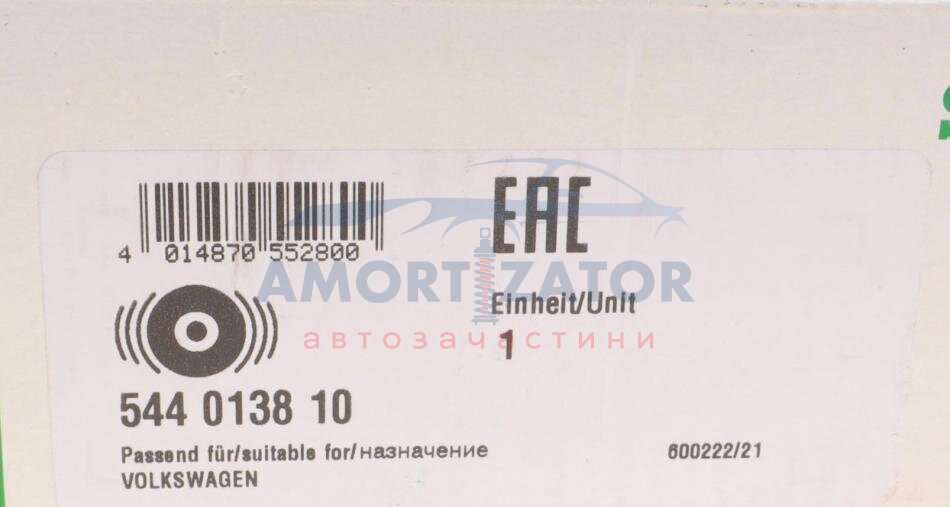 EAC
4 014870 552800
AMORTIZATOR
Einheit/Unit
автозачастини
1
544 0138 10
Passend für/suitable for/назначение
600222/21
VOLKSWAGEN